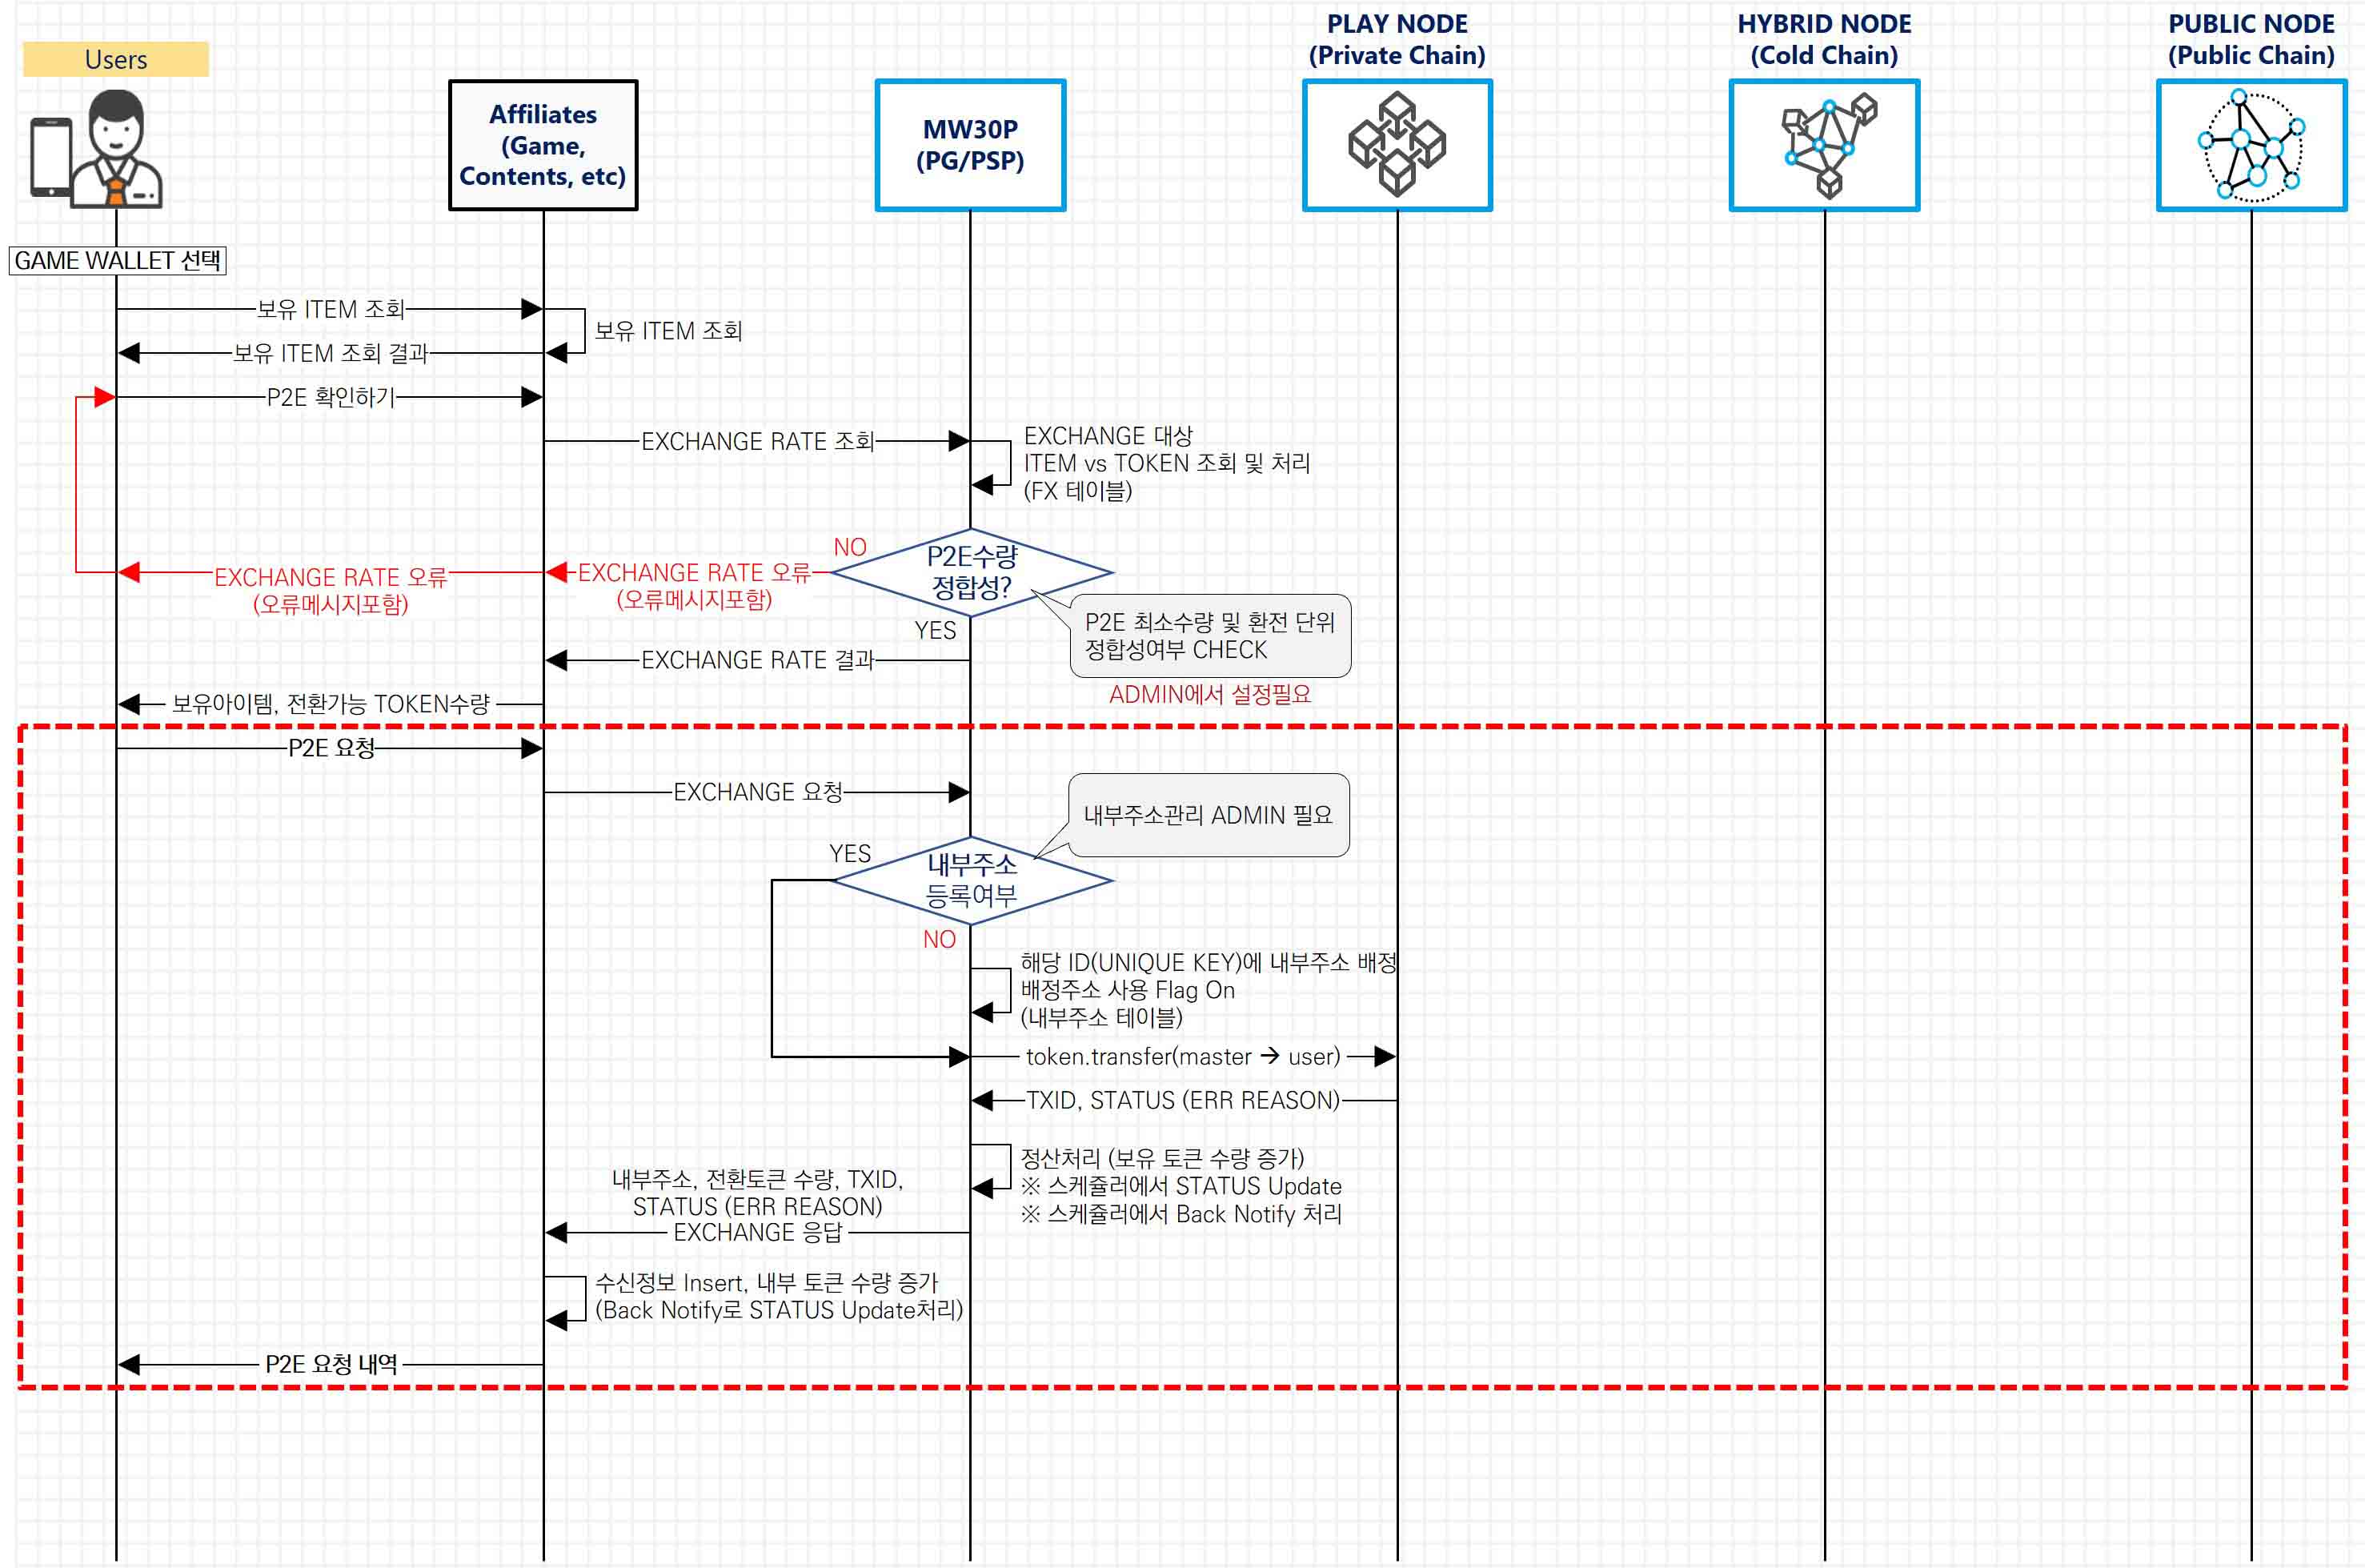 Users
Affiliates
(Game,
Contents, etc)
MW30P
(PG/PSP)
PLAY NODE
(Private Chain)
HYBRID NODE
(Cold Chain)
PUBLIC NODE
(Public Chain)
GAME WALLET 선택
보유 ITEM 조회
보유 ITEM 조회
보유 ITEM 조회 결과
P2E 확인하기
EXCHANGE RATE 조회
EXCHANGE 대상
ITEM vs TOKEN 조회 및 처리
(FX 테이블)
NO
P2E수량
정합성?
EXCHANGE RATE 오류
(오류메시지포함)
EXCHANGE RATE 오류
(오류메시지포함)
YES
P2E 최소수량 및 환전 단위
정합성여부 CHECK
EXCHANGE RATE 결과
ADMIN에서 설정필요
보유아이템, 전환가능 TOKEN수량
P2E 요청
EXCHANGE 요청
내부주소관리 ADMIN 필요
YES
내부주소
등록여부
NO
해당 ID(UNIQUE KEY)에 내부주소 배정
배정주소 사용 Flag On
(내부주소 테이블)
token.transfer(master → user)
TXID, STATUS (ERR REASON)
정산처리 (보유 토큰 수량 증가)
※ 스케쥴러에서 STATUS Update
※ 스케쥴러에서 Back Notify 처리
내부주소, 전환토큰 수량, TXID,
STATUS (ERR REASON)
EXCHANGE 응답
수신정보 Insert, 내부 토큰 수량 증가
(Back Notify로 STATUS Update처리)
P2E 요청 내역